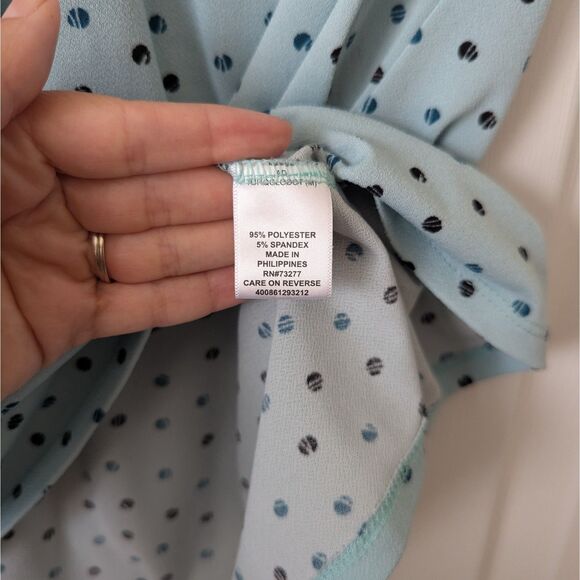 95% POLYESTER
5% SPANDEX
MADE IN
PHILIPPINES
RN#73277
CARE ON REVERSE
400861293212